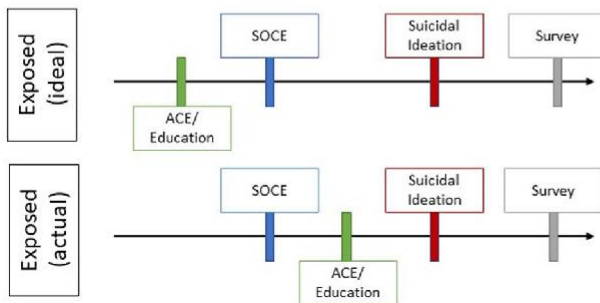 Exposed
(ideal)
SOCE
Suicidal
Ideation
Survey
ACE/
Education
Exposed
(actual)
SOCE
Suicidal
Ideation
Survey
ACE/
Education